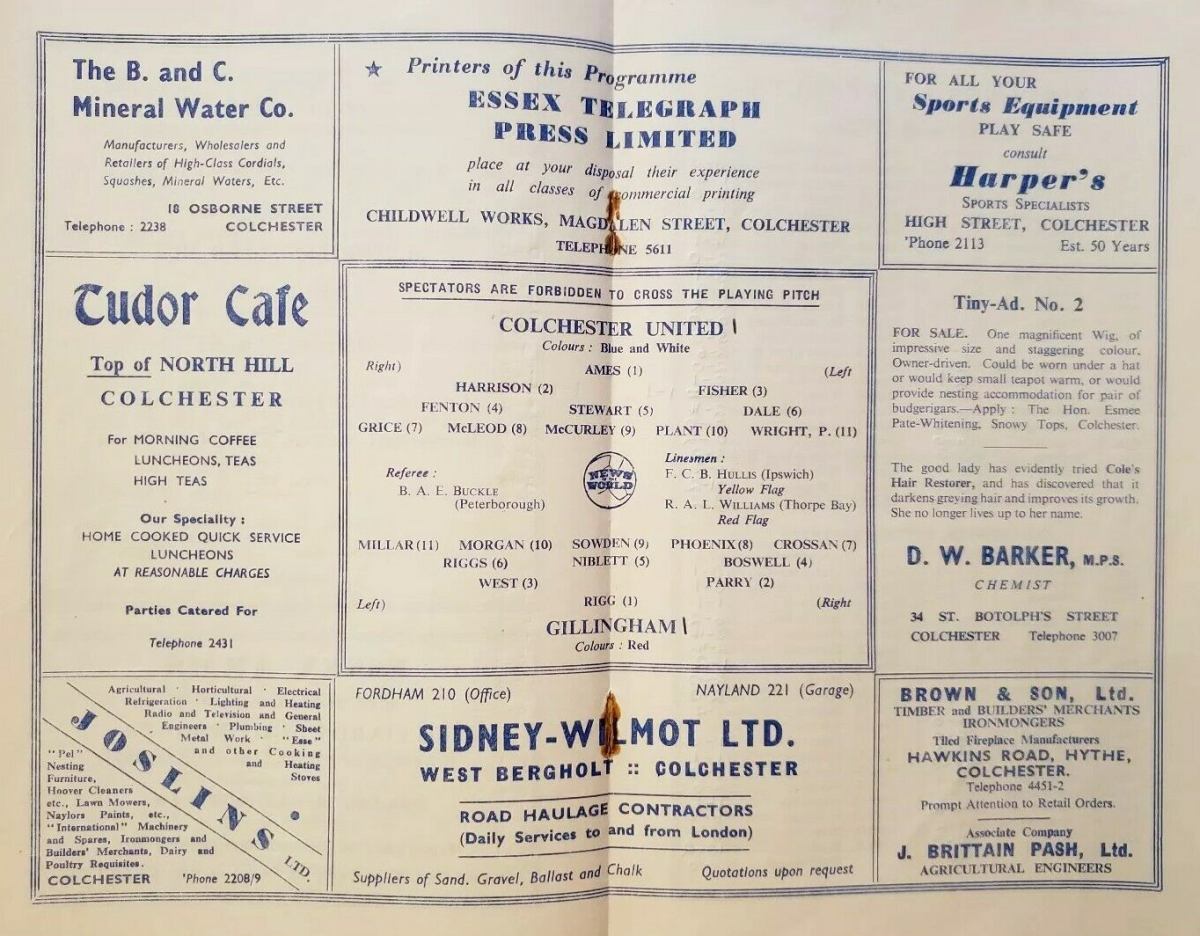 The B. and C.
Mineral Water Co.
Manufacturers, Wholesalers and
Retailers of High-Class Cordials,
Squashes, Mineral Waters, Etc.
18 OSBORNE STREET
Telephone : 2238 COLCHESTER
Printers of this Programme
ESSEX TELEGRAPH
PRESS LIMITED
place at your disposal their experience
in all classes of commercial printing
CHILDWELL WORKS, MAGDALEN STREET, COLCHESTER
TELEPHONE 5611
FOR ALL YOUR
Sports Equipment
PLAY SAFE
consult
Harper's
SPORTS SPECIALISTS
HIGH STREET, COLCHESTER
'Phone 2113 Est. 50 Years
Tudor Cafe
Top of NORTH HILL
COLCHESTER
For MORNING COFFEE
LUNCHEONS, TEAS
HIGH TEAS
Our Speciality :
HOME COOKED QUICK SERVICE
LUNCHEONS
AT REASONABLE CHARGES
Parties Catered For
Telephone 2431
SPECTATORS ARE FORBIDDEN TO CROSS THE PLAYING PITCH
COLCHESTER UNITED 1
Colours : Blue and White
Right) AMES (1) (Left
HARRISON (2) FISHER (3)
FENTON (4) STEWART (5) DALE (6)
GRICE (7) McLEOD (8) McCURLEY (9) PLANT (10) WRIGHT, P. (11)
Referee :
B. A. E. BUCKLE
(Peterborough)
NEWS
OF THE
WORLD
Linesmen :
F. C. B. HULLIS (Ipswich)
Yellow Flag
R. A. L. WILLIAMS (Thorpe Bay)
Red Flag
MILLAR (11) MORGAN (10) SOWDEN (9) PHOENIX (8) CROSSAN (7)
RIGGS (6) NIBLETT (5) BOSWELL (4)
WEST (3) PARRY (2)
Left) RIGG (1) (Right
GILLINGHAM 1
Colours : Red
Tiny-Ad. No. 2
FOR SALE. One magnificent Wig, of
impressive size and staggering colour.
Owner-driven. Could be worn under a hat
or would keep small teapot warm, or would
provide nesting accommodation for pair of
budgerigars.—Apply : The Hon. Esmee
Pate-Whitening, Snowy Tops, Colchester.
The good lady has evidently tried Cole's
Hair Restorer, and has discovered that it
darkens greying hair and improves its growth.
She no longer lives up to her name.
D. W. BARKER, M.P.S.
CHEMIST
34 ST. BOTOLPH'S STREET
COLCHESTER Telephone 3007
Agricultural · Horticultural · Electrical
Refrigeration · Lighting and Heating
Radio and Television and General
Engineers · Plumbing · Sheet
Metal Work · "Esse"
and other Cooking
and Heating
Stoves
JOSLINS LTD.
"Pel"
Nesting
Furniture,
Hoover Cleaners
etc., Lawn Mowers,
Naylors Paints, etc.,
"International" Machinery
and Spares, Ironmongers and
Builders' Merchants, Dairy and
Poultry Requisites.
COLCHESTER 'Phone 2208/9
FORDHAM 210 (Office) NAYLAND 221 (Garage)
SIDNEY-WILMOT LTD.
WEST BERGHOLT :: COLCHESTER
ROAD HAULAGE CONTRACTORS
(Daily Services to and from London)
Suppliers of Sand. Gravel, Ballast and Chalk Quotations upon request
BROWN & SON, Ltd.
TIMBER and BUILDERS' MERCHANTS
IRONMONGERS
Tiled Fireplace Manufacturers
HAWKINS ROAD, HYTHE,
COLCHESTER.
Telephone 4451-2
Prompt Attention to Retail Orders.
Associate Company
J. BRITTAIN PASH, Ltd.
AGRICULTURAL ENGINEERS